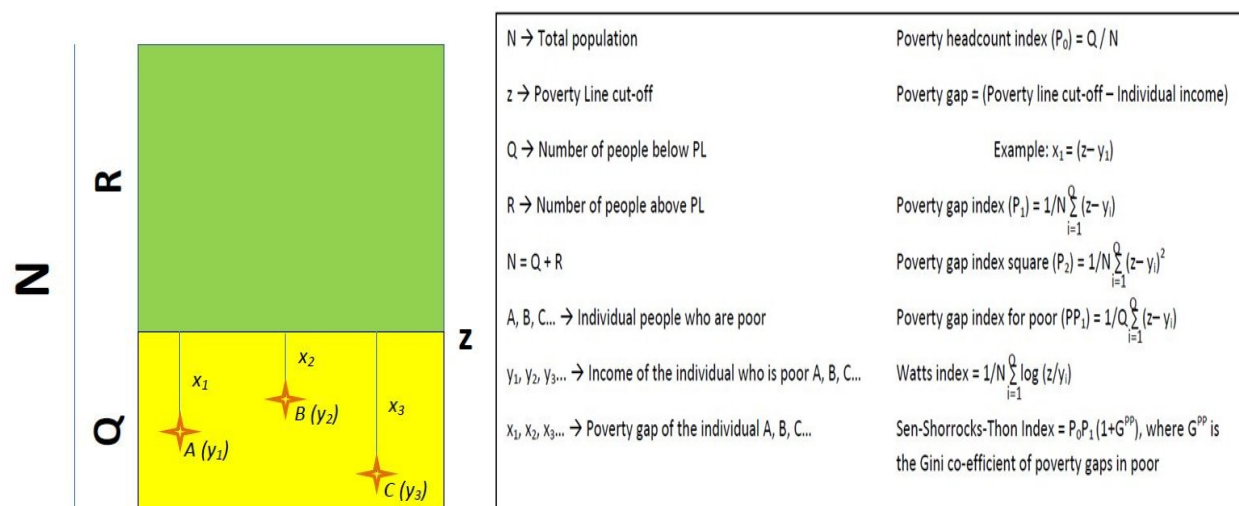 N
R
Q
z
x₁
x₂
x₃
A (y₁)
B (y₂)
C (y₃)
N → Total population
z → Poverty Line cut-off
Q → Number of people below PL
R → Number of people above PL
N = Q + R
A, B, C... → Individual people who are poor
y₁, y₂, y₃... → Income of the individual who is poor A, B, C...
x₁, x₂, x₃... → Poverty gap of the individual A, B, C...
Poverty headcount index (P₀) = Q / N
Poverty gap = (Poverty line cut-off – Individual income)
Example: x₁ = (z– y₁)
Poverty gap index (P₁) = 1/N Q∑i=1 (z– yᵢ)
Poverty gap index square (P₂) = 1/N Q∑i=1 (z– yᵢ)²
Poverty gap index for poor (PP₁) = 1/Q Q∑i=1 (z– yᵢ)
Watts index = 1/N Q∑i=1 log (z/yᵢ)
Sen-Shorrocks-Thon Index = P₀P₁ (1+Gᴾᴾ), where Gᴾᴾ is
the Gini co-efficient of poverty gaps in poor